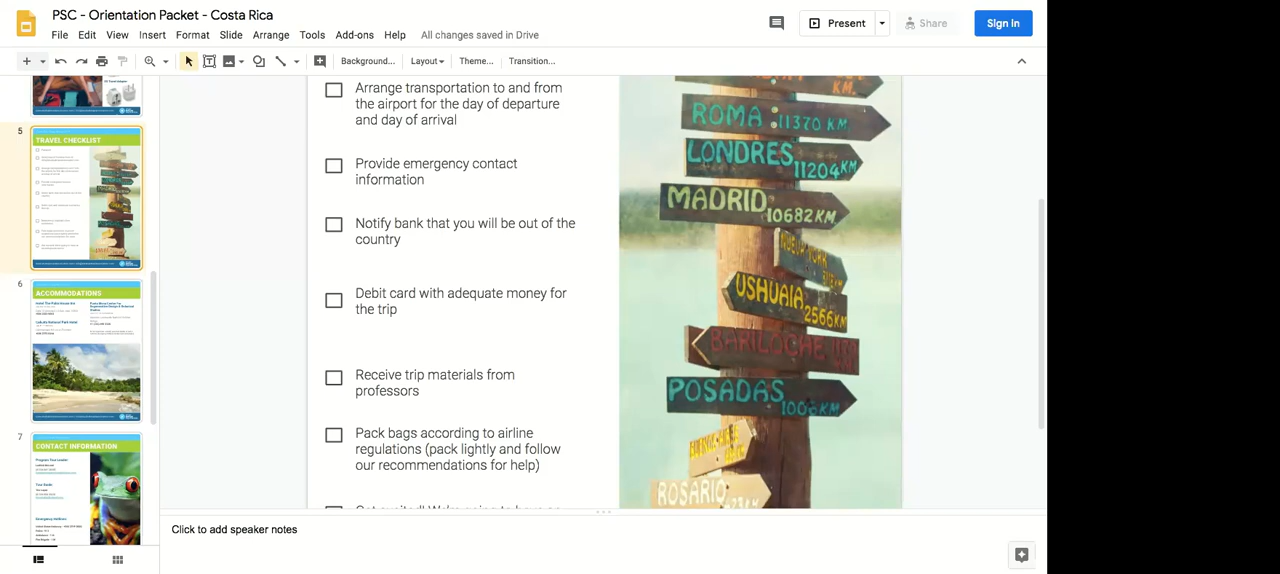 PSC - Orientation Packet - Costa Rica
File Edit View Insert Format Slide Arrange Tools Add-ons Help All changes saved in Drive
Present
Share
Sign in
Background... Layout Theme... Transition...
Arrange transportation to and from
the airport for the day of departure
and day of arrival
Provide emergency contact
information
Notify bank that you will be out of the
country
Debit card with adequate money for
the trip
Receive trip materials from
professors
Pack bags according to airline
regulations (pack lightly and follow
our recommendations for help)
KM.
ROMA 11370 KM.
LONDRES 11204 KM
MADRID 10682 KM.
USHUAIA
2566 KM
BARILOCHE
POSADAS
1006 KM
ROSARIO
5
TRAVEL CHECKLIST
6
ACCOMMODATIONS
7
CONTACT INFORMATION
Click to add speaker notes